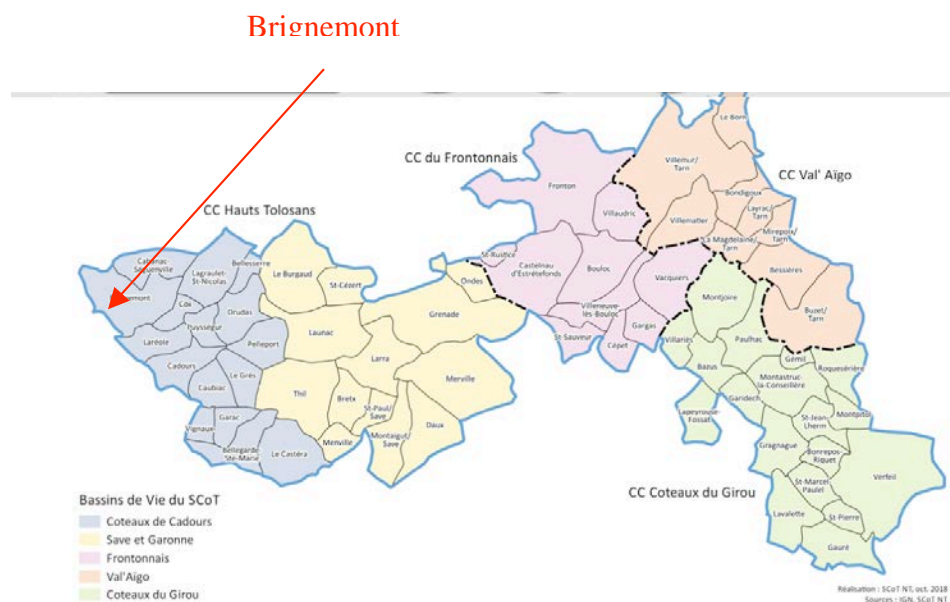 Brignemont
CC du Frontonnais
CC Val' Aïgo
CC Hauts Tolosans
CC Coteaux du Girou
Le Born
Villemur/
Tarn
Bondigoux
Layrac/
Tarn
Mirepoix/
Tarn
Villematier
La Magdelaine/
Tarn
Bessières
Buzet/
Tarn
Fronton
Villaudric
St-Rustice
Castelnau
d'Estrétefonds
Bouloc
Vacquiers
Villeneuve-
lès-Bouloc
St-Sauveur
Gargas
Cépet
Cabanac-
Séguenville
Bellesserre
Lagraulet-
St-Nicolas
Cox
Drudas
Puysségur
Laréole
Pelleport
Cadours
Le Grès
Caubiac
Garac
Vignaux
Bellegarde-
Ste-Marie
Le Castéra
Le Burgaud
St-Cézert
Ondes
Grenade
Launac
Larra
Merville
Thil
Bretx
St-Paul/
Save
Daux
Menville
Montaigut/
Save
Montjoire
Villariès
Paulhac
Bazus
Gémil
Roquesérière
Montastruc-
la-Conseillère
Garidech
Lapeyrouse-
Fossat
St-Jean-
Lherm
Montpitol
Gragnague
Bonrepos-
Riquet
Verfeil
St-Marcel-
Paulel
Lavalette
St-Pierre
Gauré
Bassins de Vie du SCoT
Coteaux de Cadours
Save et Garonne
Frontonnais
Val'Aïgo
Coteaux du Girou
Réalisation : SCoT NT, oct. 2018
Sources : IGN, SCoT NT